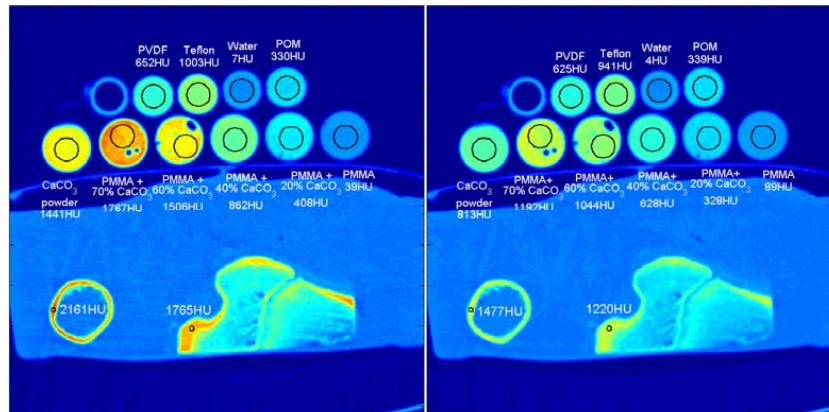 PVDF
652HU
Teflon
1003HU
Water
7HU
POM
330HU
CaCO3
powder
1441HU
PMMA +
70% CaCO3
1767HU
PMMA +
60% CaCO3
1506HU
PMMA +
40% CaCO3
862HU
PMMA +
20% CaCO3
408HU
PMMA
39HU
2161HU
1765HU
PVDF
625HU
Teflon
941HU
Water
4HU
POM
339HU
CaCO3
powder
813HU
PMMA+
70% CaCO3
1192HU
PMMA+
60% CaCO3
1044HU
PMMA+
40% CaCO3
628HU
PMMA+
20% CaCO3
328HU
PMMA
89HU
1477HU
1220HU